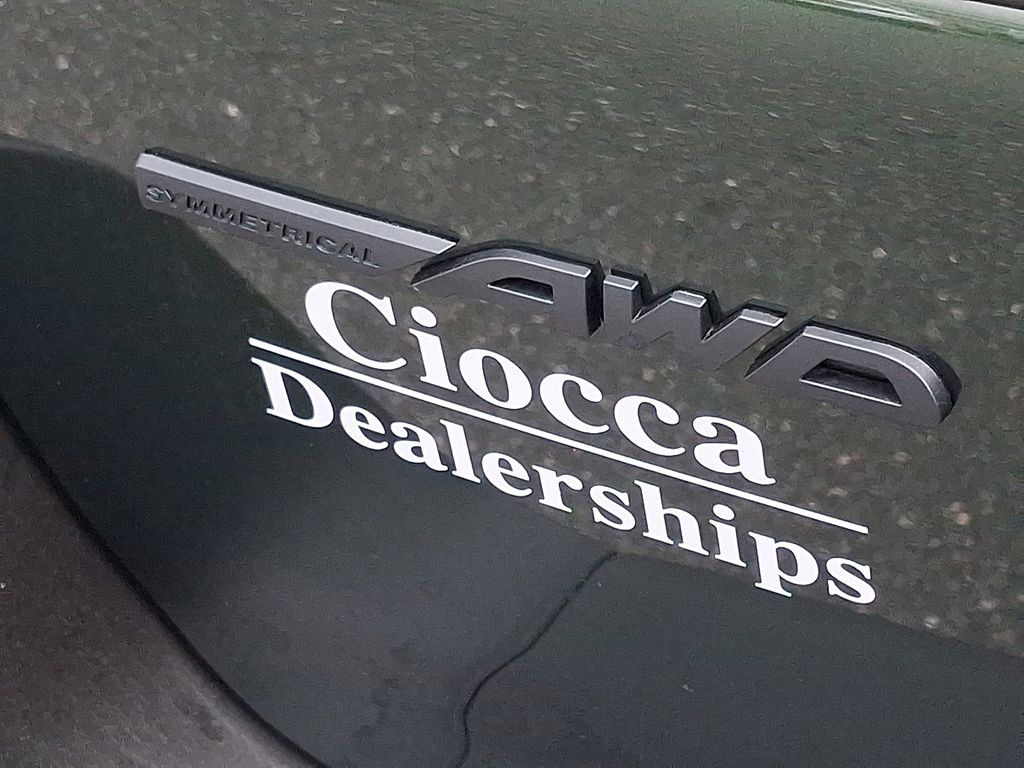 SYMMETRICAL AWD
Ciocca
Dealerships